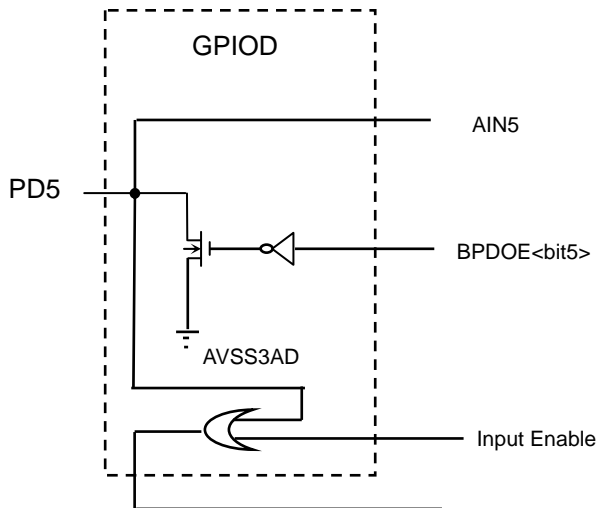 GPIOD
AIN5
PD5
BPDOE<bit5>
AVSS3AD
Input Enable